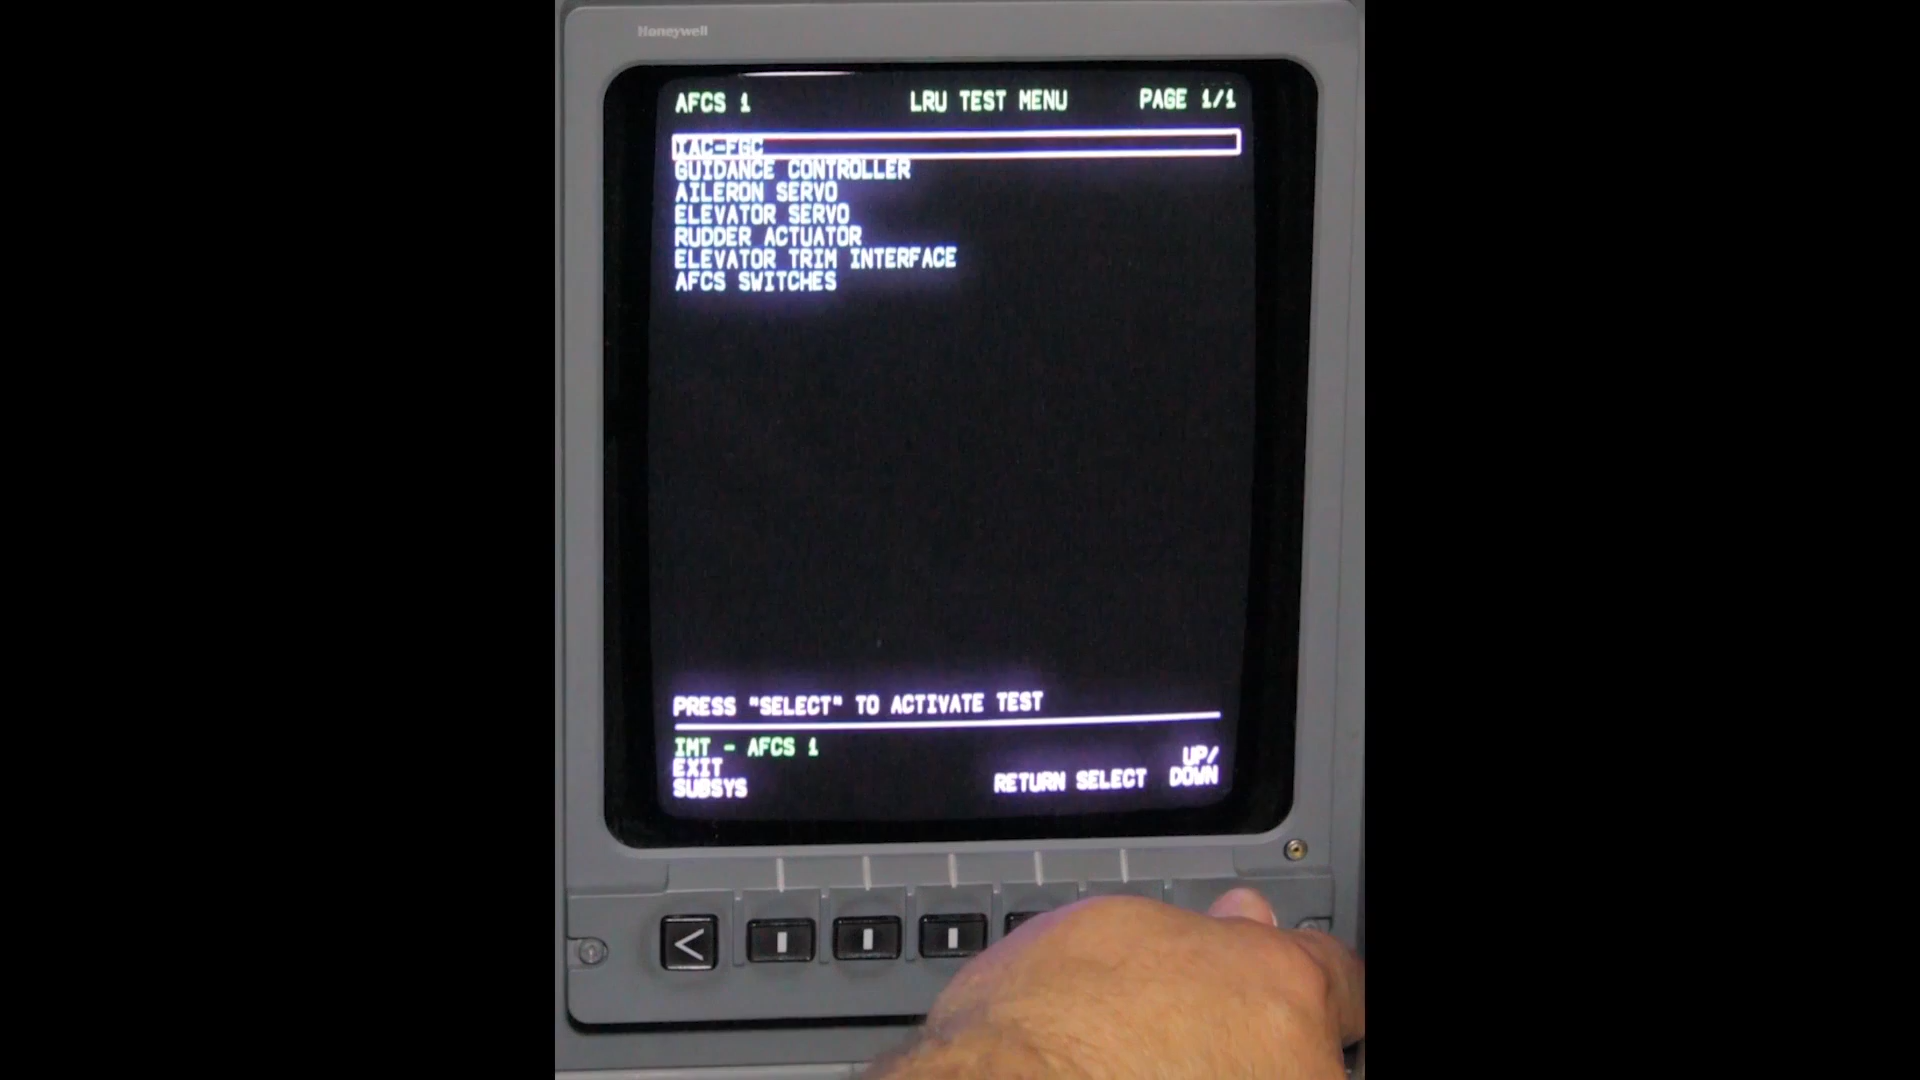 Honeywell
AFCS 1 LRU TEST MENU PAGE 1/1
IAC-FGC
GUIDANCE CONTROLLER
AILERON SERVO
ELEVATOR SERVO
RUDDER ACTUATOR
ELEVATOR TRIM INTERFACE
AFCS SWITCHES
PRESS "SELECT" TO ACTIVATE TEST
IMT - AFCS 1
EXIT UP/
SUBSYS RETURN SELECT DOWN